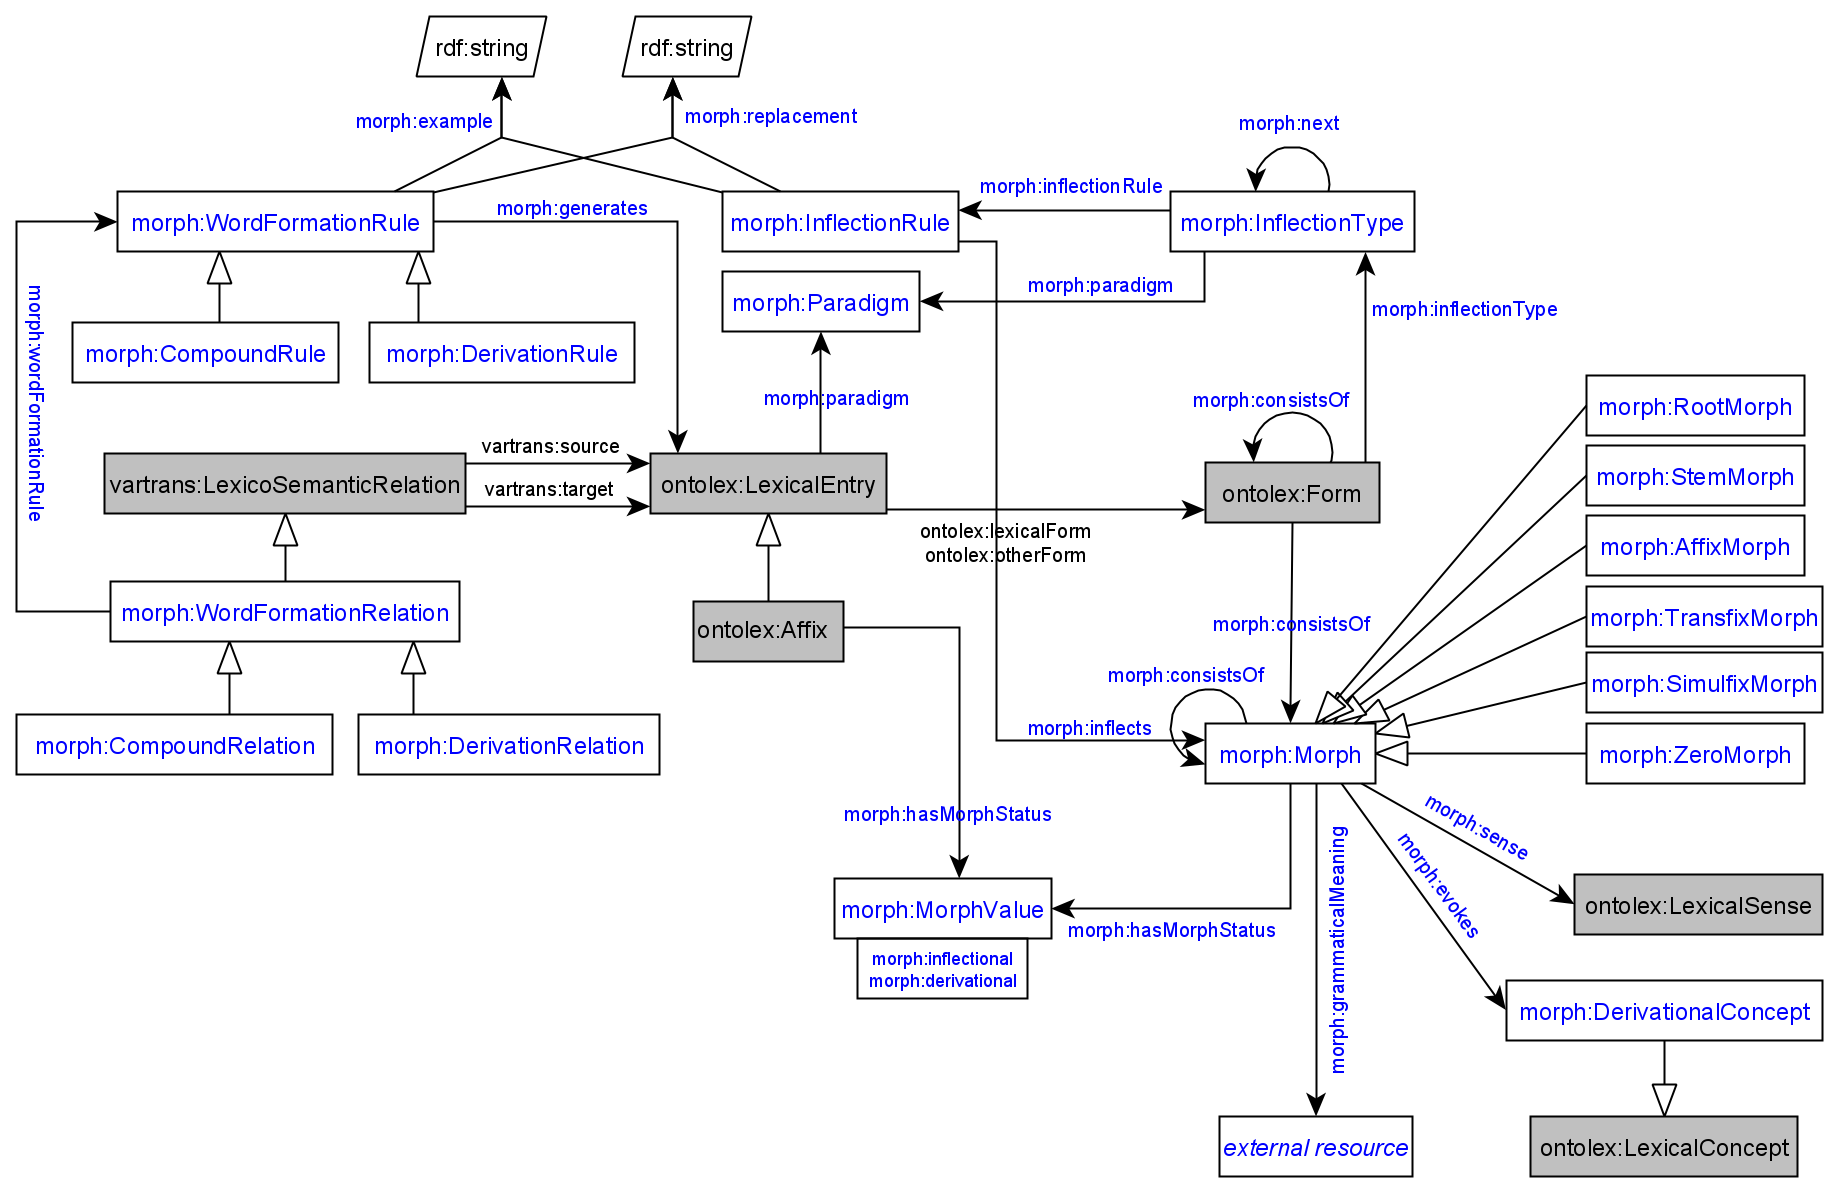 rdf:string
rdf:string
morph:example
morph:replacement
morph:next
morph:inflectionRule
morph:generates
morph:WordFormationRule
morph:InflectionRule
morph:InflectionType
morph:paradigm
morph:Paradigm
morph:inflectionType
morph:wordFormationRule
morph:CompoundRule
morph:DerivationRule
morph:paradigm
morph:consistsOf
morph:RootMorph
vartrans:source
morph:StemMorph
vartrans:LexicoSemanticRelation
vartrans:target
ontolex:LexicalEntry
ontolex:Form
ontolex:lexicalForm
ontolex:otherForm
morph:AffixMorph
morph:WordFormationRelation
ontolex:Affix
morph:consistsOf
morph:TransfixMorph
morph:consistsOf
morph:SimulfixMorph
morph:inflects
morph:CompoundRelation
morph:DerivationRelation
morph:Morph
morph:ZeroMorph
morph:hasMorphStatus
morph:sense
morph:evokes
morph:grammaticalMeaning
morph:MorphValue
morph:hasMorphStatus
ontolex:LexicalSense
morph:inflectional
morph:derivational
morph:DerivationalConcept
external resource
ontolex:LexicalConcept